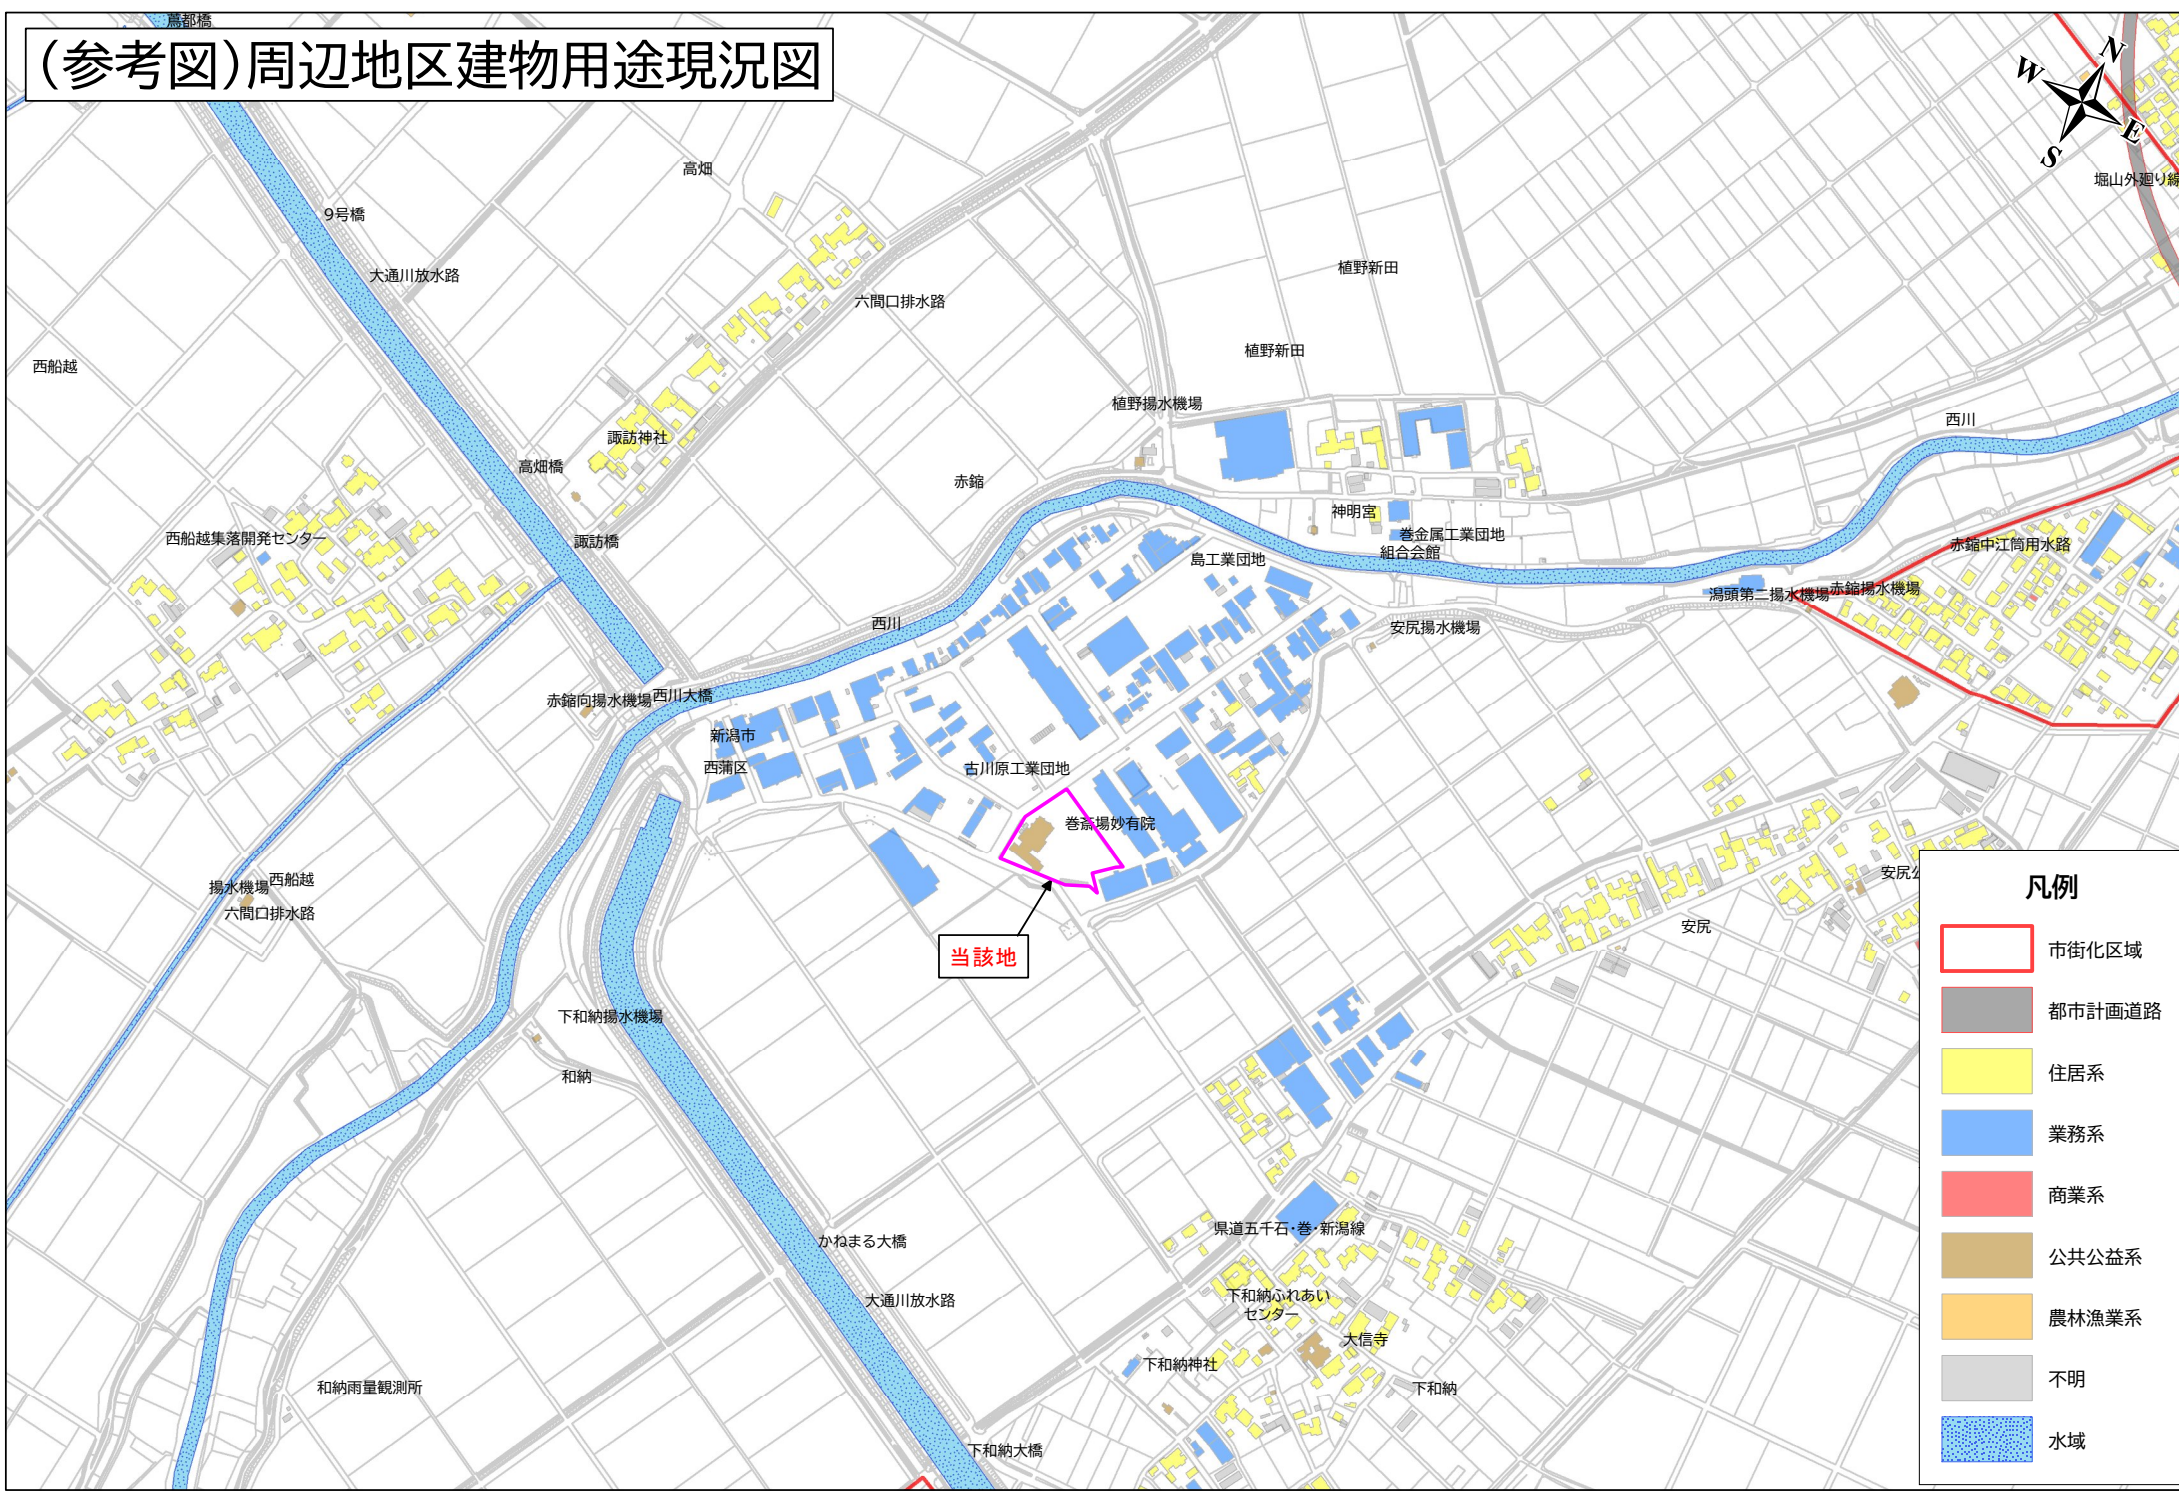 蔦都橋
(参考図)周辺地区建物用途現況図
N
W
E
S
高畑
堀山外廻り線
9号橋
大通川放水路
植野新田
六間口排水路
植野新田
西船越
植野揚水機場
西川
諏訪神社
高畑橋
赤鏥
神明宮
西船越集落開発センター
諏訪橋
巻金属工業団地
組合会館
赤鏥中江筒用水路
島工業団地
潟頭第二揚水機場
赤鏥揚水機場
西川
安尻揚水機場
赤鏥向揚水機場
西川大橋
新潟市
西蒲区
古川原工業団地
巻斎場妙有院
揚水機場
西船越
六間口排水路
安尻公
安尻
当該地
下和納揚水機場
和納
県道五千石・巻・新潟線
かねまる大橋
下和納ふれあい
センター
大通川放水路
大信寺
下和納神社
和納雨量観測所
下和納
下和納大橋
凡例
市街化区域
都市計画道路
住居系
業務系
商業系
公共公益系
農林漁業系
不明
水域